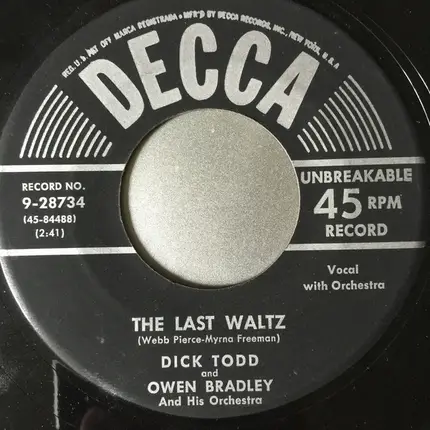 REG. U.S. PAT. OFF. MARCA REGISTRADA • MFR'D BY DECCA RECORDS, INC., NEW YORK, U.S.A.
DECCA
RECORD NO.
9-28734
(45-84488)
(2:41)
UNBREAKABLE
45 RPM
RECORD
Vocal
with Orchestra
THE LAST WALTZ
(Webb Pierce-Myrna Freeman)
DICK TODD
and
OWEN BRADLEY
And His Orchestra